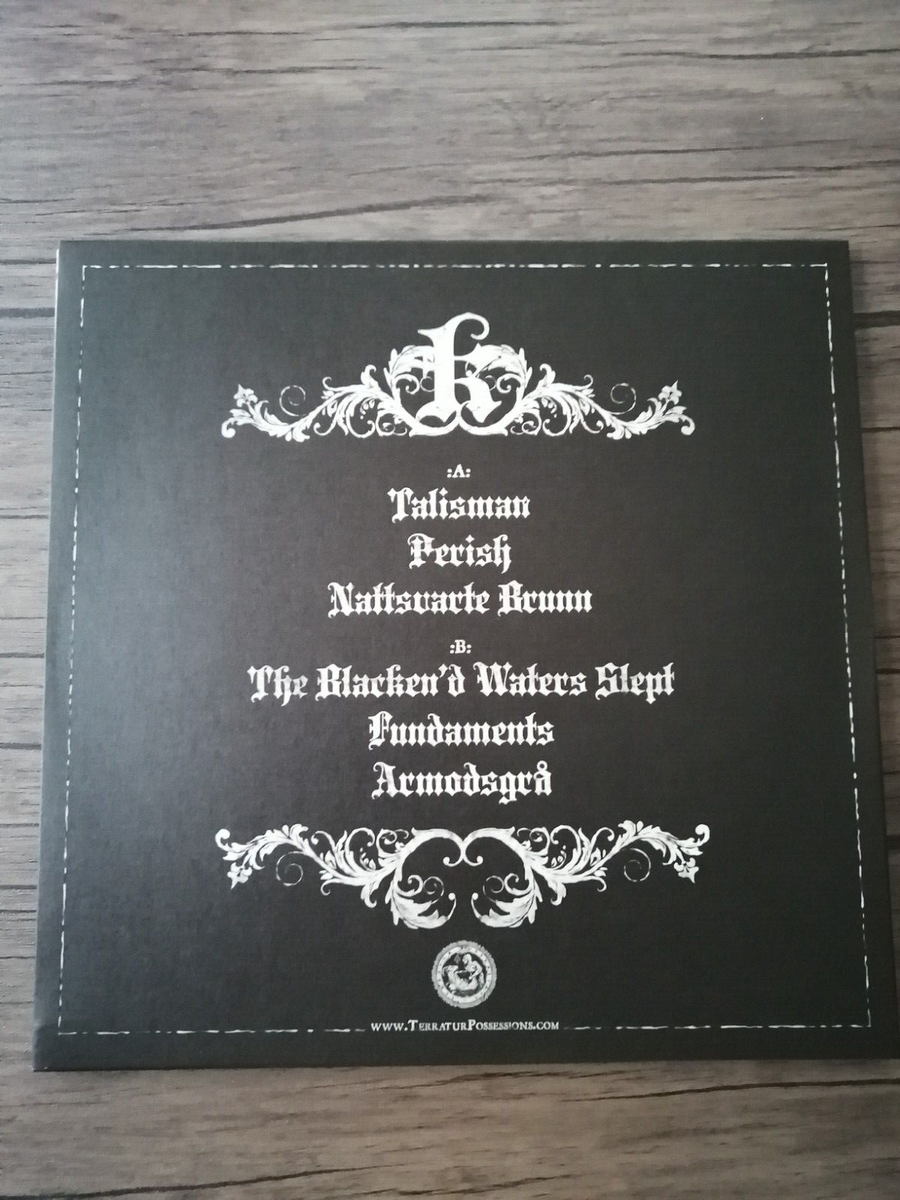 k
:A:
Talisman
Perish
Nattsvarte Brunn
:B:
The Blacken'd Waters Slept
Fundaments
Armodsgrå
www.TerraturPossessions.com